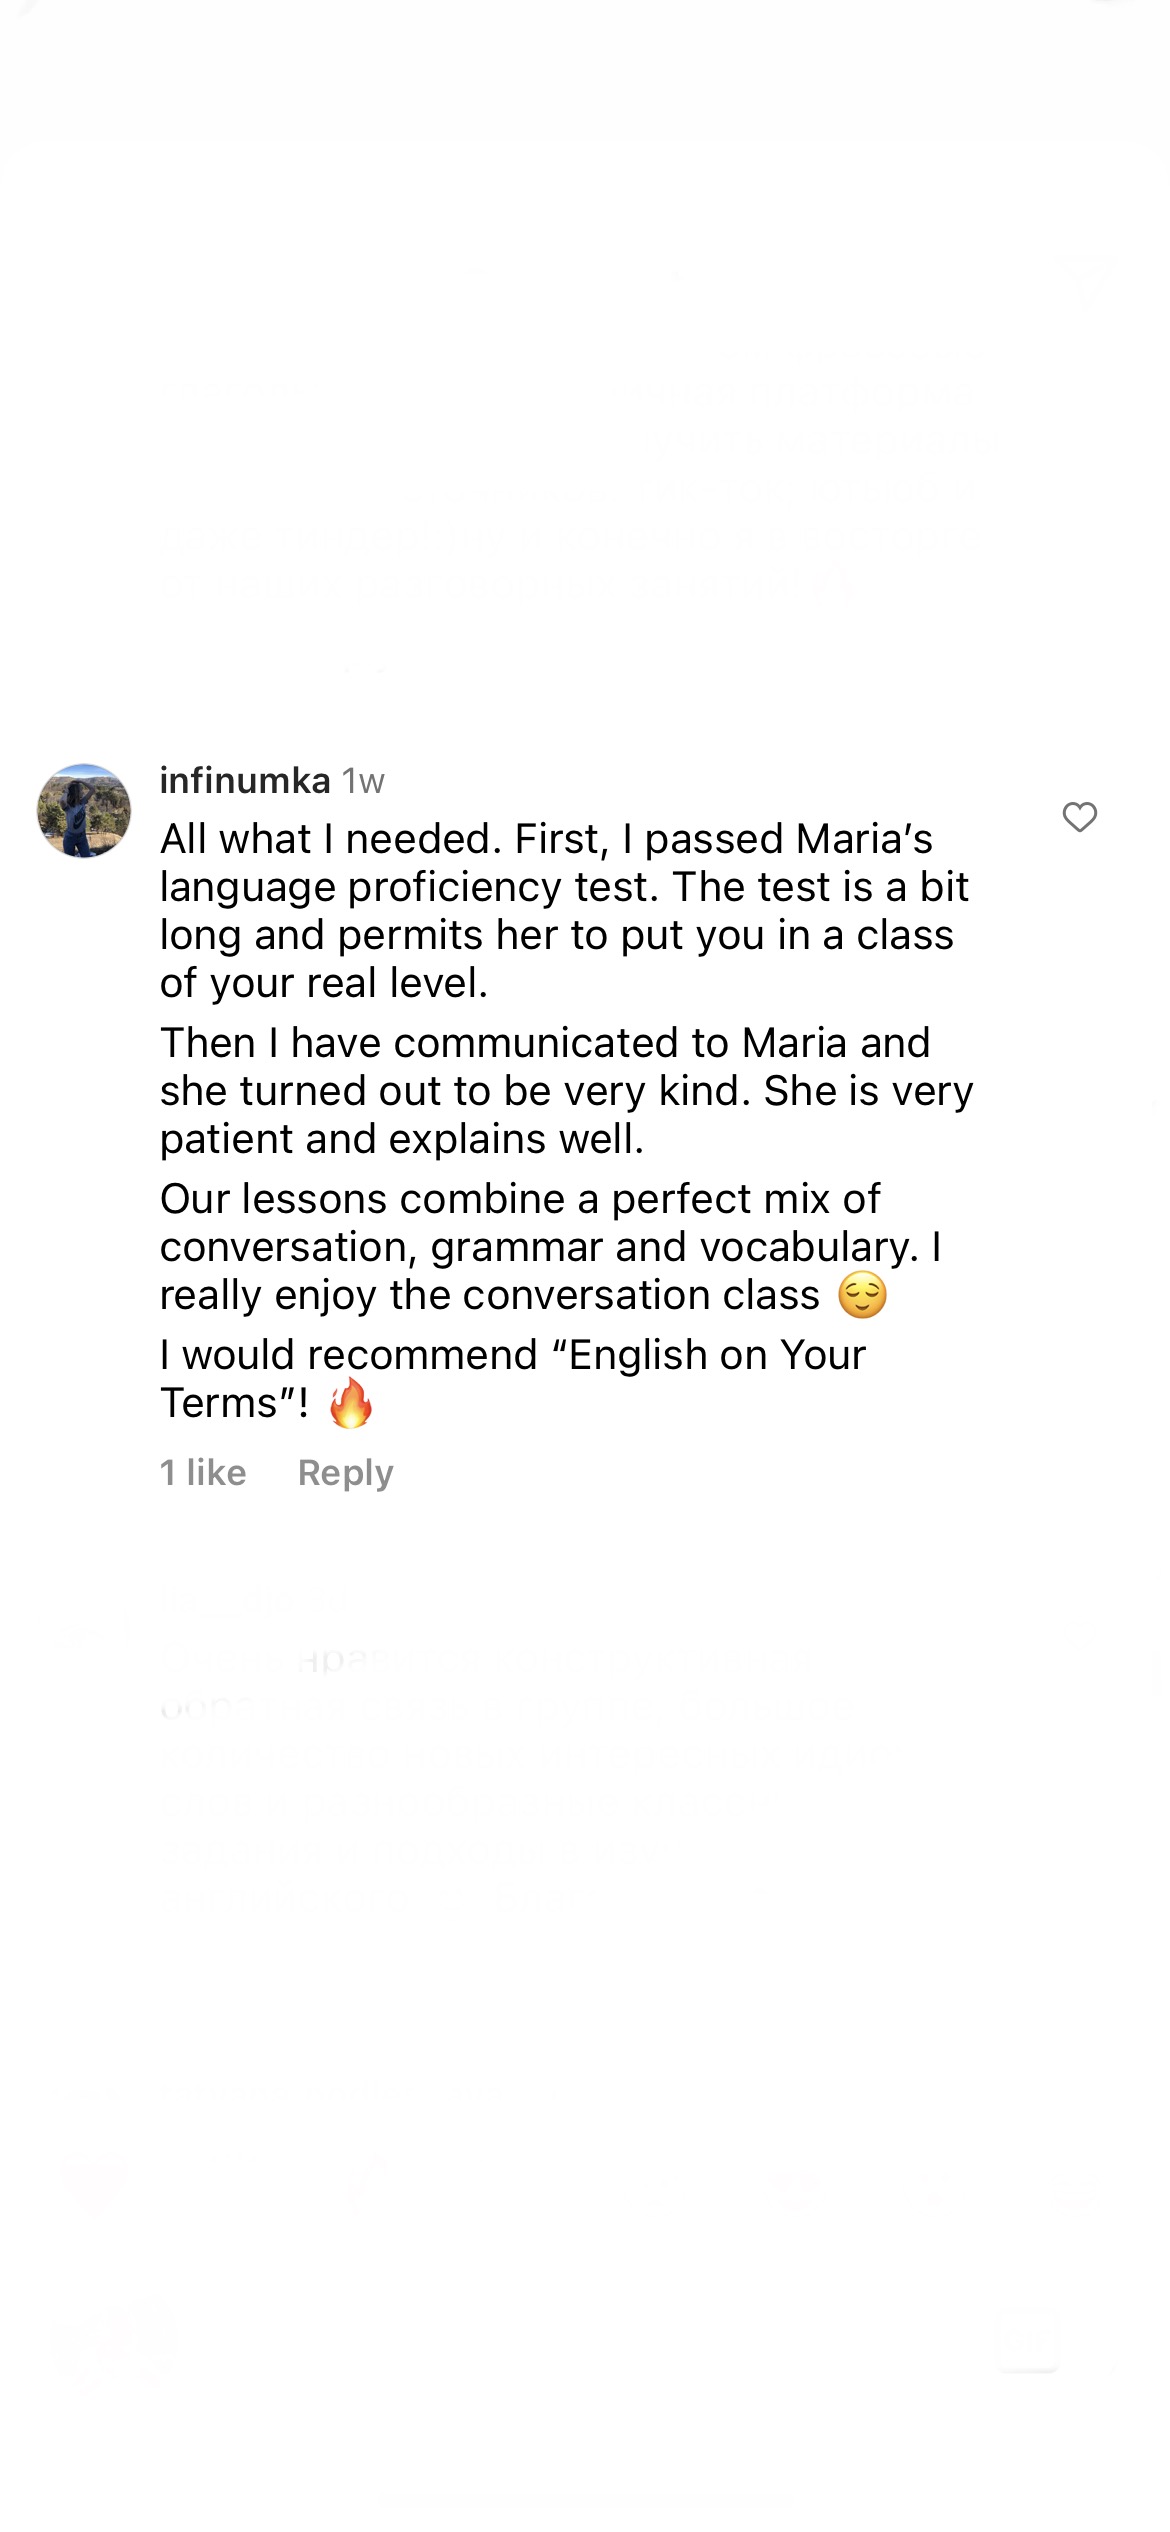 infinumka 1w
All what I needed. First, I passed Maria’s
language proficiency test. The test is a bit
long and permits her to put you in a class
of your real level.
Then I have communicated to Maria and
she turned out to be very kind. She is very
patient and explains well.
Our lessons combine a perfect mix of
conversation, grammar and vocabulary. I
really enjoy the conversation class 😌
I would recommend “English on Your
Terms”! 🔥
1 like Reply